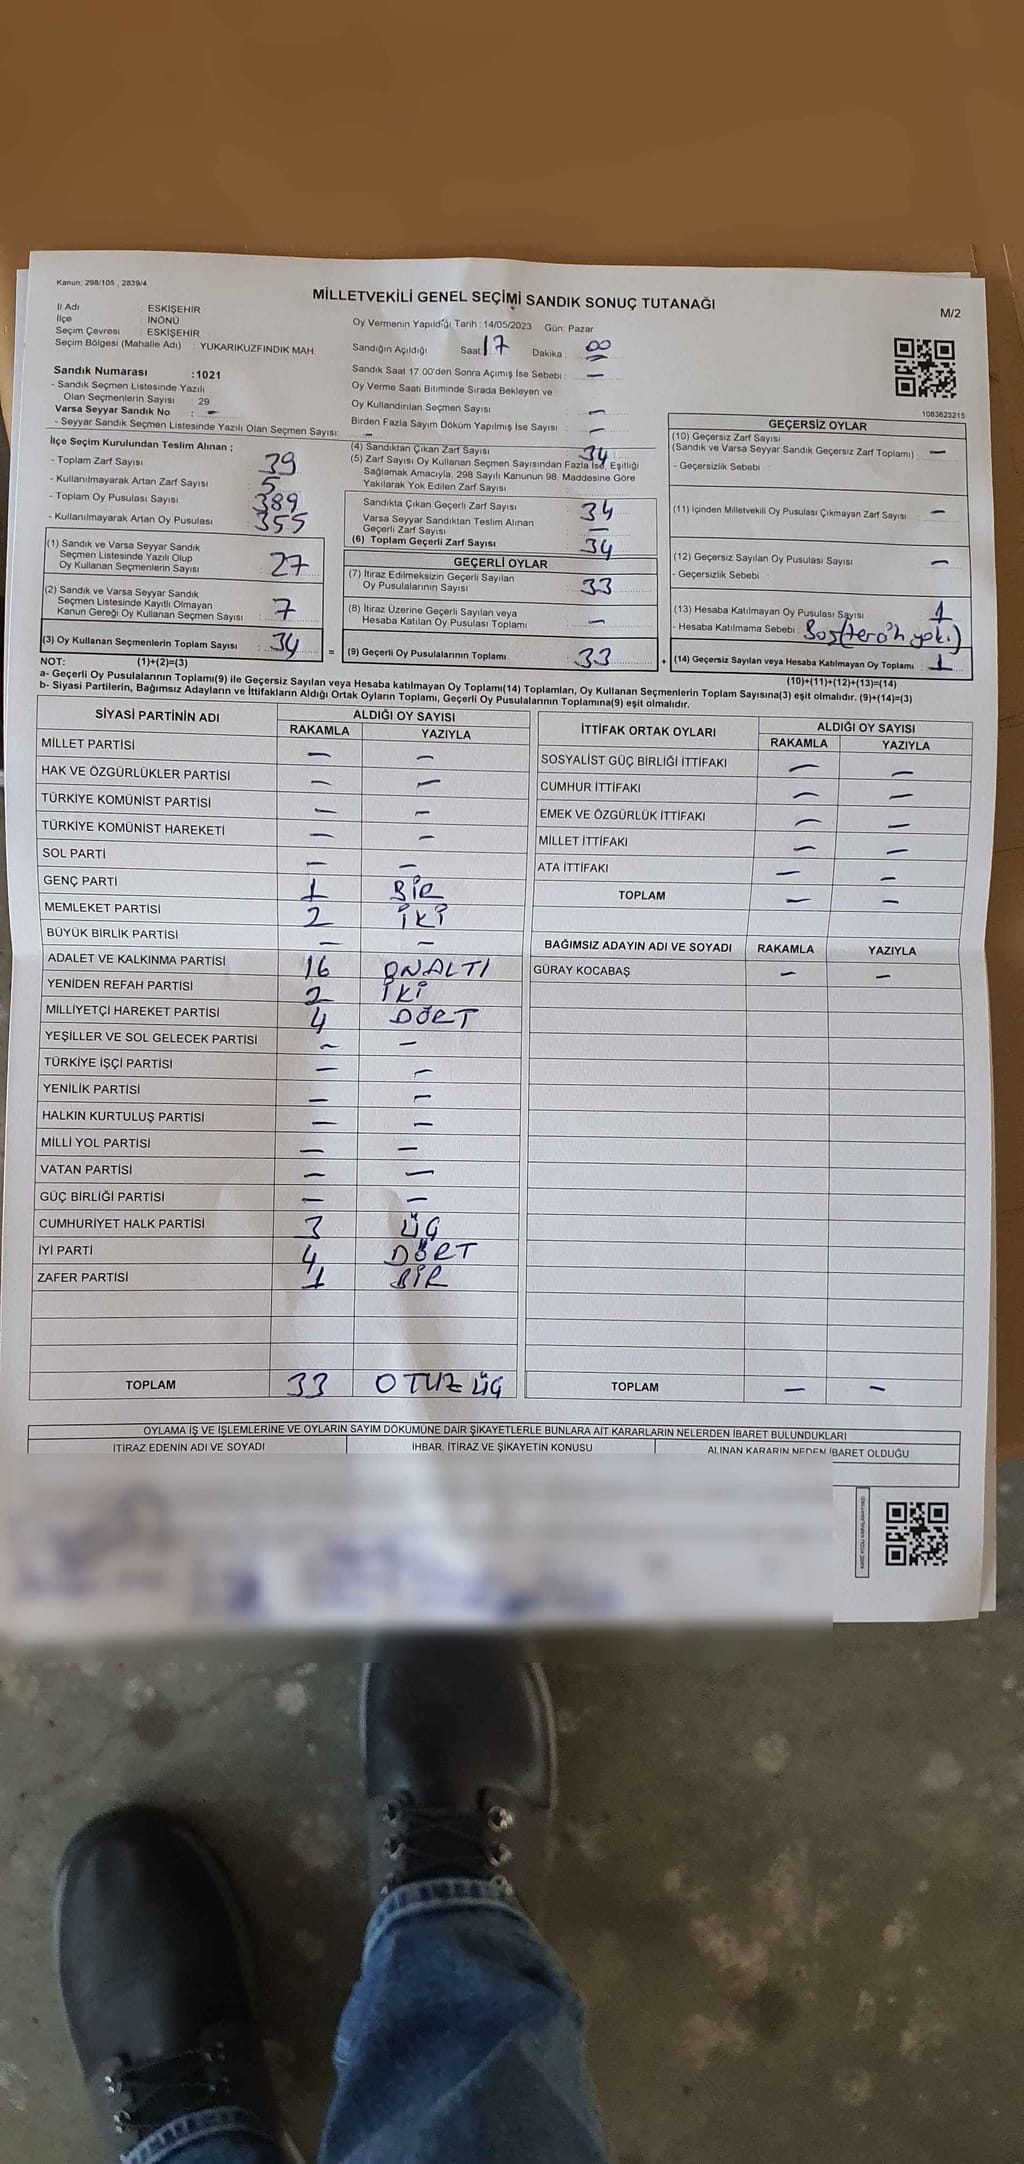 Kanun: 298/105 , 2839/4
MİLLETVEKİLİ GENEL SEÇİMİ SANDIK SONUÇ TUTANAĞI
M/2
İl Adı : ESKİŞEHİR
İlçe İNÖNÜ
Seçim Çevresi ESKİŞEHİR
Seçim Bölgesi (Mahalle Adı) : YUKARIKUZFINDIK MAH.
Oy Vermenin Yapıldığı Tarih :14/05/2023 Gün: Pazar
Sandığın Açıldığı Saat: 17 Dakika : 00
Sandık Numarası :1021
- Sandık Seçmen Listesinde Yazılı
Olan Seçmenlerin Sayısı : 29
Varsa Seyyar Sandık No : -
- Seyyar Sandık Seçmen Listesinde Yazılı Olan Seçmen Sayısı: -
Sandık Saat 17.00'den Sonra Açımış İse Sebebi : -
Oy Verme Saati Bitiminde Sırada Bekleyen ve
Oy Kullandırılan Seçmen Sayısı : -
Birden Fazla Sayım Döküm Yapılmış İse Sayısı : -
1083623215
İlçe Seçim Kurulundan Teslim Alınan ;
- Toplam Zarf Sayısı : 39
- Kullanılmayarak Artan Zarf Sayısı : 5
- Toplam Oy Pusulası Sayısı : 389
- Kullanılmayarak Artan Oy Pusulası : 355
(1) Sandık ve Varsa Seyyar Sandık
Seçmen Listesinde Yazılı Olup
Oy Kullanan Seçmenlerin Sayısı : 27
(2) Sandık ve Varsa Seyyar Sandık
Seçmen Listesinde Kayıtlı Olmayan
Kanun Gereği Oy Kullanan Seçmen Sayısı : 7
(3) Oy Kullanan Seçmenlerin Toplam Sayısı : 34
(4) Sandıktan Çıkan Zarf Sayısı : 34
(5) Zarf Sayısı Oy Kullanan Seçmen Sayısından Fazla İse, Eşitliği
Sağlamak Amacıyla; 298 Sayılı Kanunun 98. Maddesine Göre
Yakılarak Yok Edilen Zarf Sayısı
Sandıkta Çıkan Geçerli Zarf Sayısı : 34
Varsa Seyyar Sandıktan Teslim Alınan
Geçerli Zarf Sayısı : -
(6) Toplam Geçerli Zarf Sayısı : 34
GEÇERLİ OYLAR
(7) İtiraz Edilmeksizin Geçerli Sayılan
Oy Pusulalarının Sayısı : 33
(8) İtiraz Üzerine Geçerli Sayılan veya
Hesaba Katılan Oy Pusulası Toplamı : -
= (9) Geçerli Oy Pusulalarının Toplamı : 33
GEÇERSİZ OYLAR
(10) Geçersiz Zarf Sayısı
(Sandık ve Varsa Seyyar Sandık Geçersiz Zarf Toplamı) : -
- Geçersizlik Sebebi :
(11) İçinden Milletvekili Oy Pusulası Çıkmayan Zarf Sayısı : -
(12) Geçersiz Sayılan Oy Pusulası Sayısı : -
- Geçersizlik Sebebi :
(13) Hesaba Katılmayan Oy Pusulası Sayısı : 1
- Hesaba Katılmama Sebebi : Boş(tercih yok.)
+ (14) Geçersiz Sayılan veya Hesaba Katılmayan Oy Toplamı : 1
NOT: (1)+(2)=(3)
(10)+(11)+(12)+(13)=(14)
a- Geçerli Oy Pusulalarının Toplamı(9) ile Geçersiz Sayılan veya Hesaba katılmayan Oy Toplamı(14) Toplamları, Oy Kullanan Seçmenlerin Toplam Sayısına(3) eşit olmalıdır. (9)+(14)=(3)
b- Siyasi Partilerin, Bağımsız Adayların ve İttifakların Aldığı Ortak Oyların Toplamı, Geçerli Oy Pusulalarının Toplamına(9) eşit olmalıdır.
SİYASİ PARTİNİN ADI ALDIĞI OY SAYISI
RAKAMLA YAZIYLA
MİLLET PARTİSİ - -
HAK VE ÖZGÜRLÜKLER PARTİSİ - -
TÜRKİYE KOMÜNİST PARTİSİ - -
TÜRKİYE KOMÜNİST HAREKETİ - -
SOL PARTİ - -
GENÇ PARTİ 1 BİR
MEMLEKET PARTİSİ 2 İKİ
BÜYÜK BİRLİK PARTİSİ - -
ADALET VE KALKINMA PARTİSİ 16 ONALTI
YENİDEN REFAH PARTİSİ 2 İKİ
MİLLİYETÇİ HAREKET PARTİSİ 4 DÖRT
YEŞİLLER VE SOL GELECEK PARTİSİ - -
TÜRKİYE İŞÇİ PARTİSİ - -
YENİLİK PARTİSİ - -
HALKIN KURTULUŞ PARTİSİ - -
MİLLİ YOL PARTİSİ - -
VATAN PARTİSİ - -
GÜÇ BİRLİĞİ PARTİSİ - -
CUMHURİYET HALK PARTİSİ 3 ÜÇ
İYİ PARTİ 4 DÖRT
ZAFER PARTİSİ 1 BİR
TOPLAM 33 OTUZ ÜÇ
İTTİFAK ORTAK OYLARI ALDIĞI OY SAYISI
RAKAMLA YAZIYLA
SOSYALİST GÜÇ BİRLİĞİ İTTİFAKI - -
CUMHUR İTTİFAKI - -
EMEK VE ÖZGÜRLÜK İTTİFAKI - -
MİLLET İTTİFAKI - -
ATA İTTİFAKI - -
TOPLAM - -
BAĞIMSIZ ADAYIN ADI VE SOYADI RAKAMLA YAZIYLA
GÜRAY KOCABAŞ - -
TOPLAM - -
OYLAMA İŞ VE İŞLEMLERİNE VE OYLARIN SAYIM DÖKÜMÜNE DAİR ŞİKAYETLERLE BUNLARA AİT KARARLARIN NELERDEN İBARET BULUNDUKLARI
İTİRAZ EDENİN ADI VE SOYADI İHBAR, İTİRAZ VE ŞİKAYETİN KONUSU ALINAN KARARIN NEDEN İBARET OLDUĞU